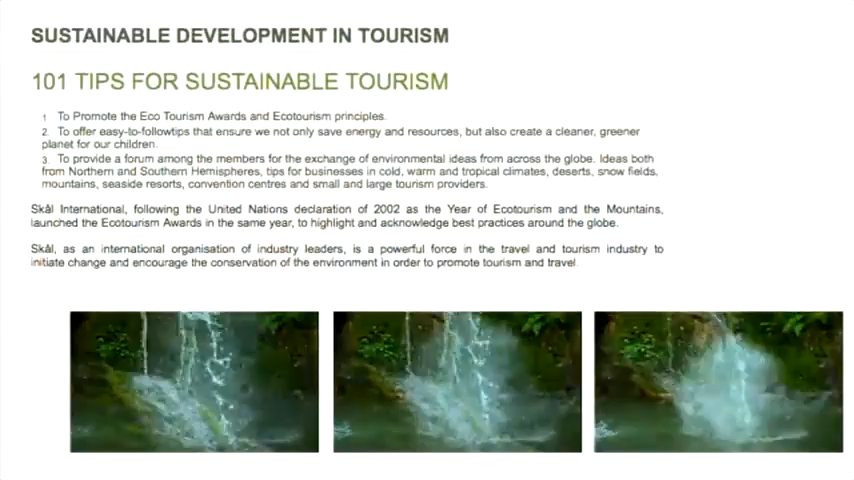 SUSTAINABLE DEVELOPMENT IN TOURISM
101 TIPS FOR SUSTAINABLE TOURISM
1. To Promote the Eco Tourism Awards and Ecotourism principles.
2. To offer easy-to-followtips that ensure we not only save energy and resources, but also create a cleaner, greener
planet for our children.
3. To provide a forum among the members for the exchange of environmental ideas from across the globe. Ideas both
from Northern and Southern Hemispheres, tips for businesses in cold, warm and tropical climates, deserts, snow fields,
mountains, seaside resorts, convention centres and small and large tourism providers.
Skål International, following the United Nations declaration of 2002 as the Year of Ecotourism and the Mountains,
launched the Ecotourism Awards in the same year, to highlight and acknowledge best practices around the globe.
Skål, as an international organisation of industry leaders, is a powerful force in the travel and tourism industry to
initiate change and encourage the conservation of the environment in order to promote tourism and travel.